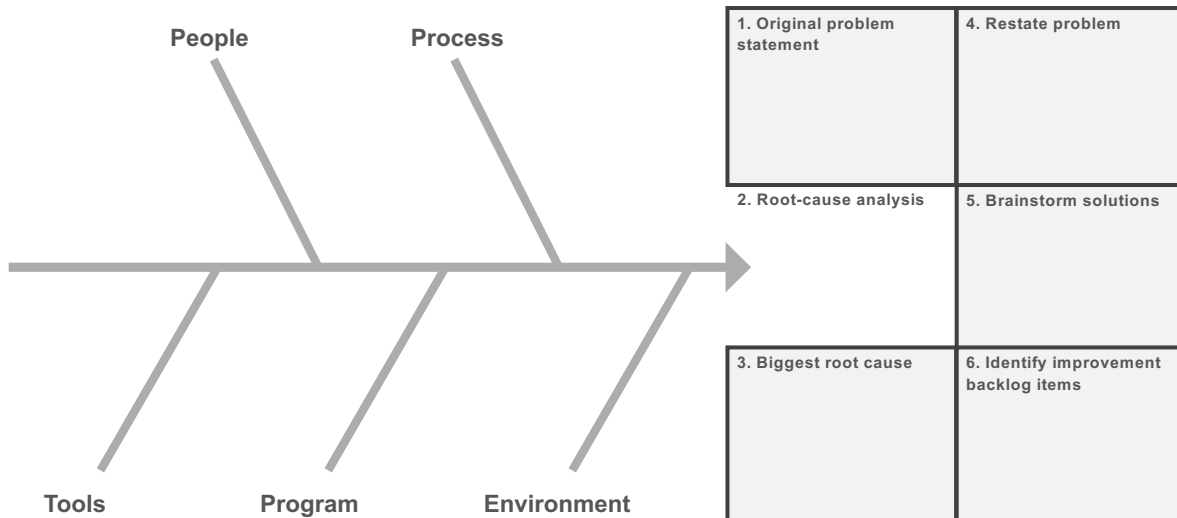 People
Process
Tools
Program
Environment
1. Original problem
statement
2. Root-cause analysis
3. Biggest root cause
4. Restate problem
5. Brainstorm solutions
6. Identify improvement
backlog items